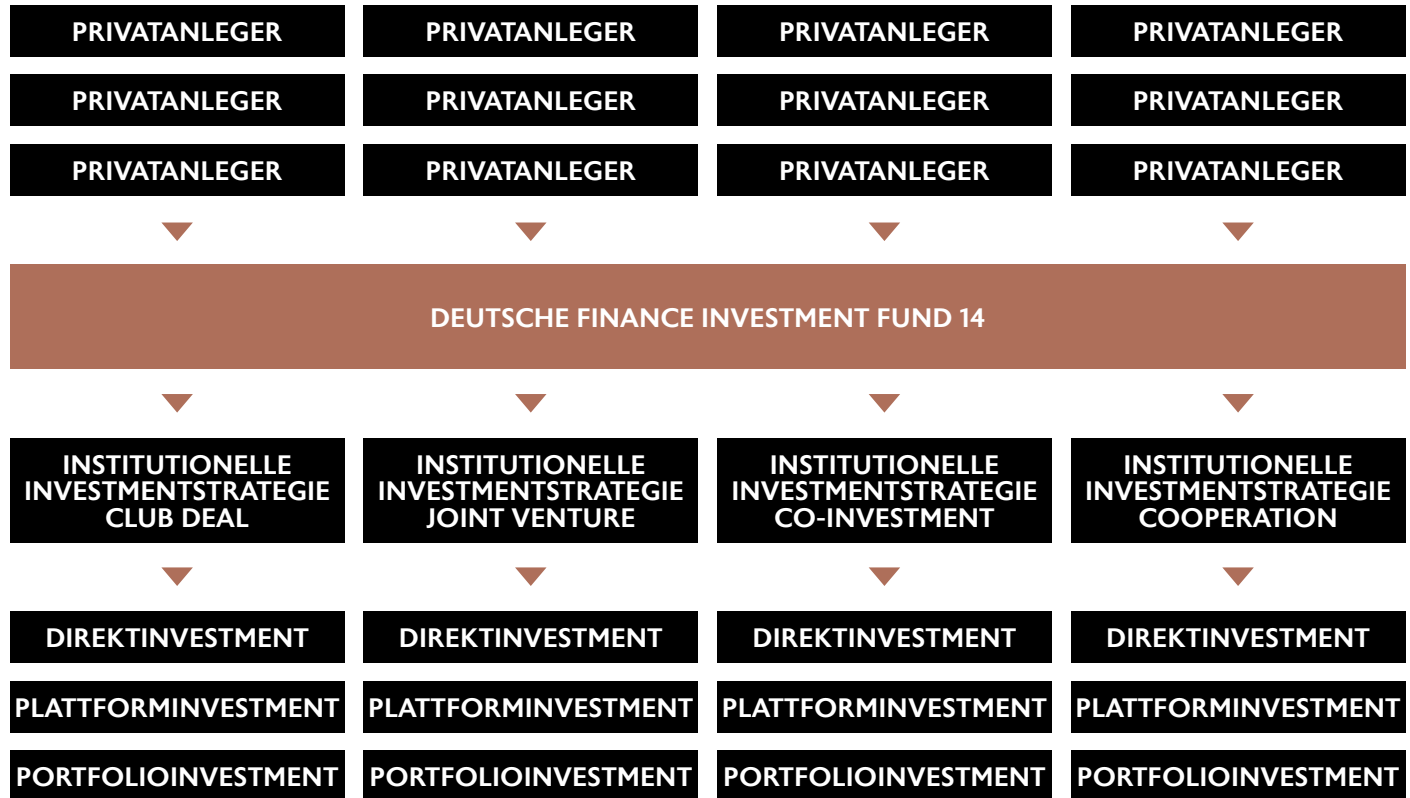 PRIVATANLEGER PRIVATANLEGER PRIVATANLEGER PRIVATANLEGER
PRIVATANLEGER PRIVATANLEGER PRIVATANLEGER PRIVATANLEGER
PRIVATANLEGER PRIVATANLEGER PRIVATANLEGER PRIVATANLEGER
DEUTSCHE FINANCE INVESTMENT FUND 14
INSTITUTIONELLE
INVESTMENTSTRATEGIE
CLUB DEAL
INSTITUTIONELLE
INVESTMENTSTRATEGIE
JOINT VENTURE
INSTITUTIONELLE
INVESTMENTSTRATEGIE
CO-INVESTMENT
INSTITUTIONELLE
INVESTMENTSTRATEGIE
COOPERATION
DIREKTINVESTMENT DIREKTINVESTMENT DIREKTINVESTMENT DIREKTINVESTMENT
PLATTFORMINVESTMENT PLATTFORMINVESTMENT PLATTFORMINVESTMENT PLATTFORMINVESTMENT
PORTFOLIOINVESTMENT PORTFOLIOINVESTMENT PORTFOLIOINVESTMENT PORTFOLIOINVESTMENT